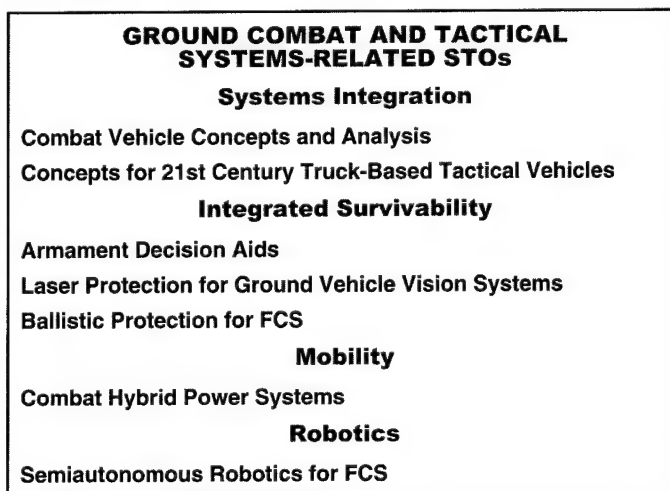 GROUND COMBAT AND TACTICAL
SYSTEMS-RELATED STOs
Systems Integration
Combat Vehicle Concepts and Analysis
Concepts for 21st Century Truck-Based Tactical Vehicles
Integrated Survivability
Armament Decision Aids
Laser Protection for Ground Vehicle Vision Systems
Ballistic Protection for FCS
Mobility
Combat Hybrid Power Systems
Robotics
Semiautonomous Robotics for FCS